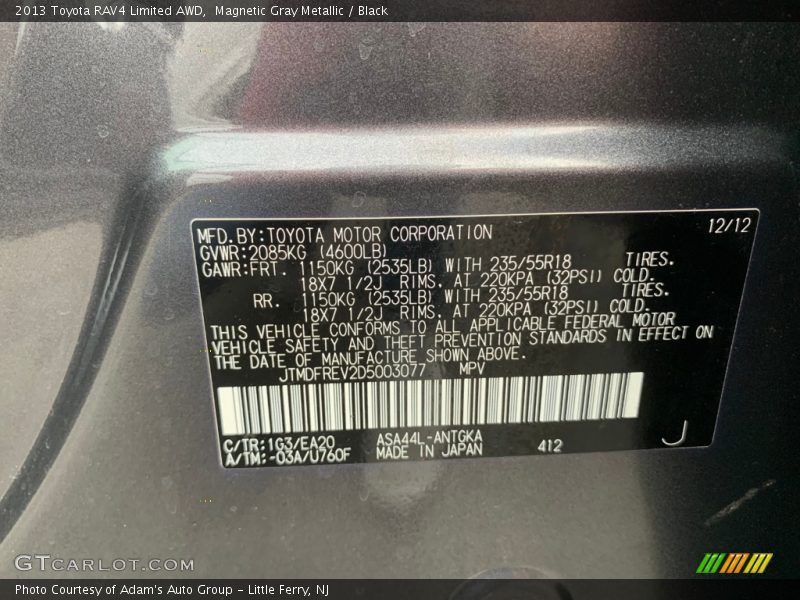 2013 Toyota RAV4 Limited AWD,  Magnetic Gray Metallic / Black
12/12
MFD.BY:TOYOTA MOTOR CORPORATION
GVWR:2085KG (4600LB)
GAWR:FRT. 1150KG (2535LB) WITH 235/55R18 TIRES.
18X7 1/2J RIMS. AT 220KPA (32PSI) COLD.
RR. 1150KG (2535LB) WITH 235/55R18 TIRES.
18X7 1/2J RIMS. AT 220KPA (32PSI) COLD.
THIS VEHICLE CONFORMS TO ALL APPLICABLE FEDERAL MOTOR
VEHICLE SAFETY AND THEFT PREVENTION STANDARDS IN EFFECT ON
THE DATE OF MANUFACTURE SHOWN ABOVE.
JTMDFREV2D5003077 MPV
C/TR:1G3/EA20 ASA44L-ANTGKA 412 J
A/TM:-03A/U760F MADE IN JAPAN
GTCARLOT.COM
Photo Courtesy of Adam's Auto Group - Little Ferry, NJ